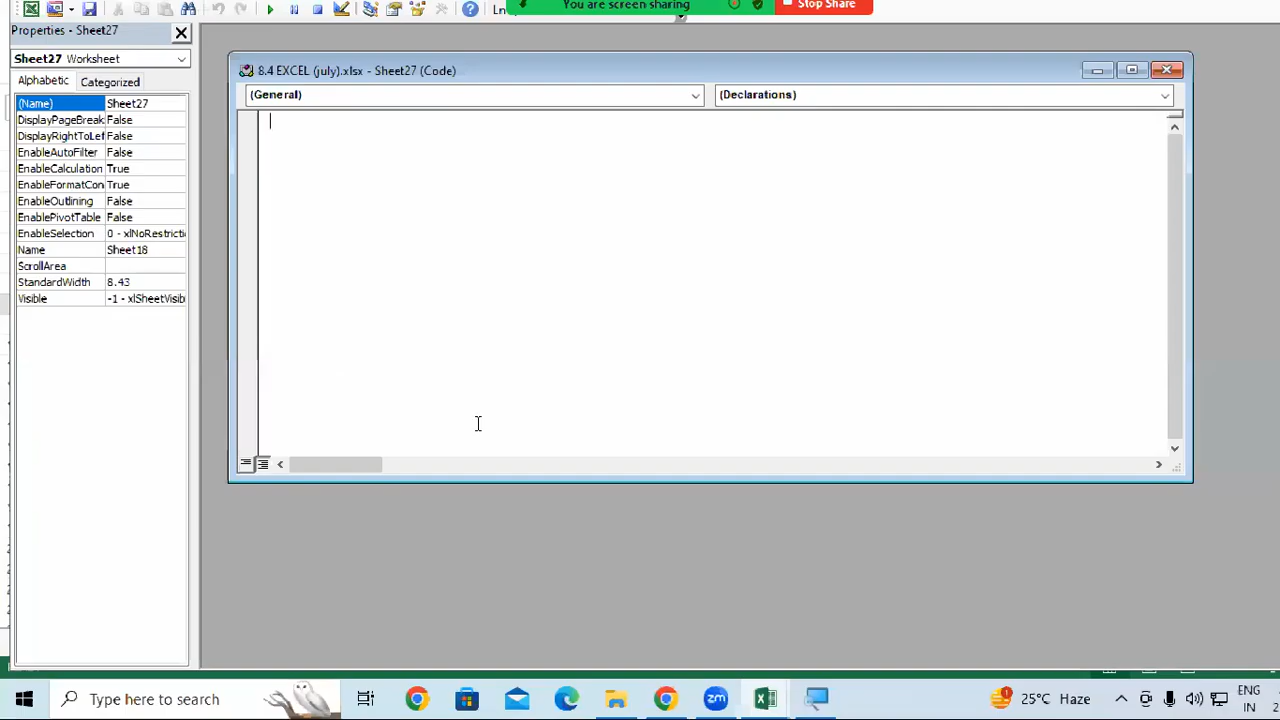 Ln
You are screen sharing
Stop Share
Properties - Sheet27
Sheet27 Worksheet
Alphabetic Categorized
(Name) Sheet27
DisplayPageBreak False
DisplayRightToLef False
EnableAutoFilter False
EnableCalculation True
EnableFormatCon True
EnableOutlining False
EnablePivotTable False
EnableSelection 0 - xlNoRestricti
Name Sheet18
ScrollArea
StandardWidth 8.43
Visible -1 - xlSheetVisib
8.4 EXCEL (july).xlsx - Sheet27 (Code)
(General) (Declarations)
Type here to search
25°C Haze
ENG
IN
2
2